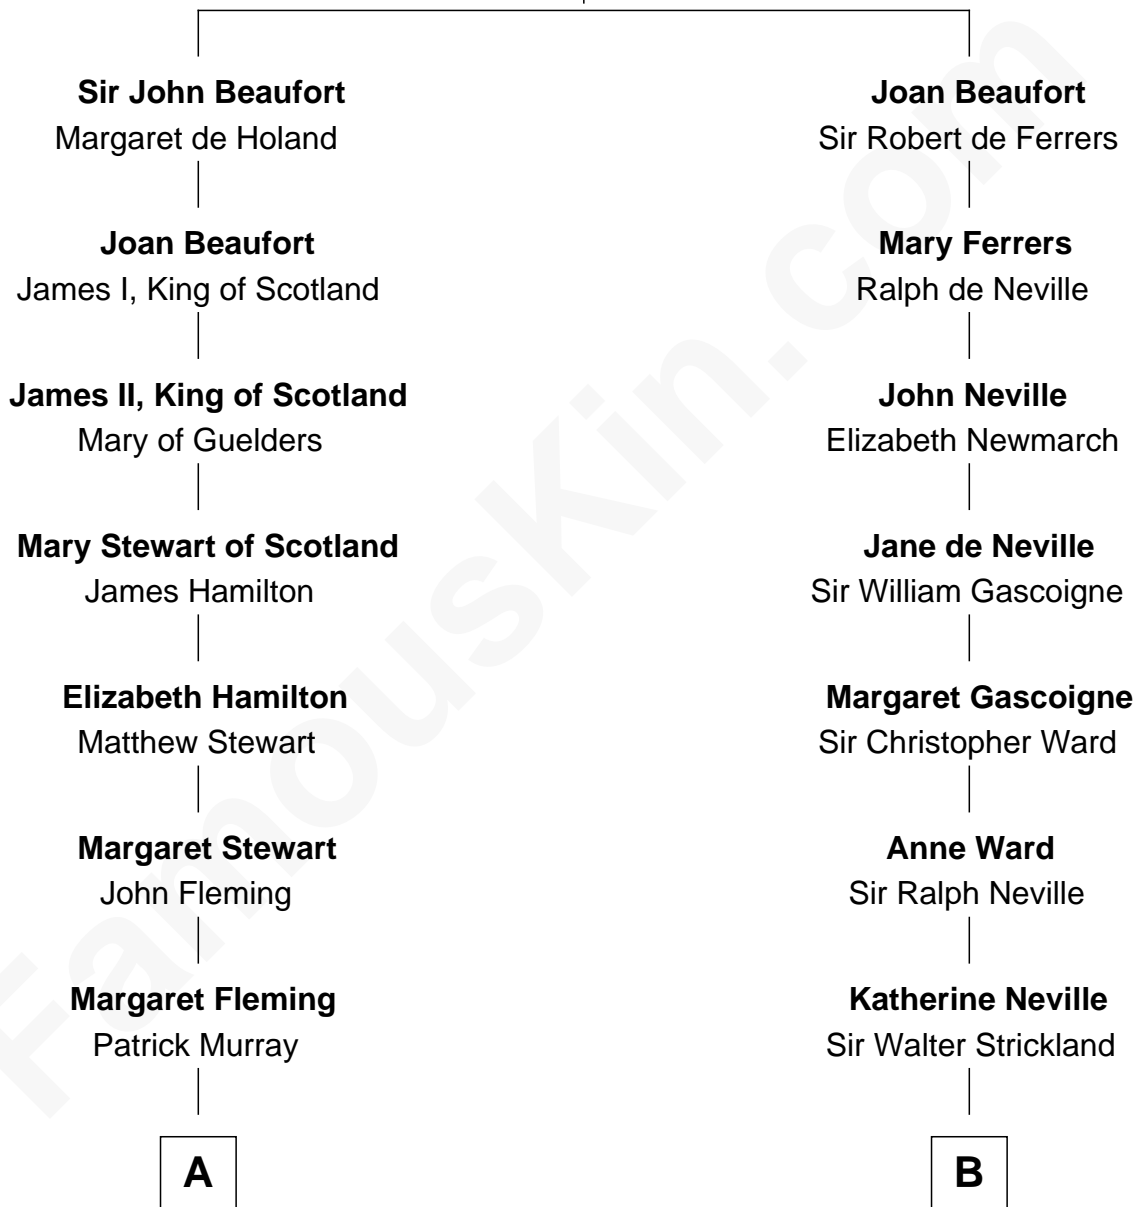 Sir John Beaufort
Margaret de Holand
Joan Beaufort
James I, King of Scotland
James II, King of Scotland
Mary of Guelders
Mary Stewart of Scotland
James Hamilton
Elizabeth Hamilton
Matthew Stewart
Margaret Stewart
John Fleming
Margaret Fleming
Patrick Murray
A
Joan Beaufort
Sir Robert de Ferrers
Mary Ferrers
Ralph de Neville
John Neville
Elizabeth Newmarch
Jane de Neville
Sir William Gascoigne
Margaret Gascoigne
Sir Christopher Ward
Anne Ward
Sir Ralph Neville
Katherine Neville
Sir Walter Strickland
B
FamousKin.com